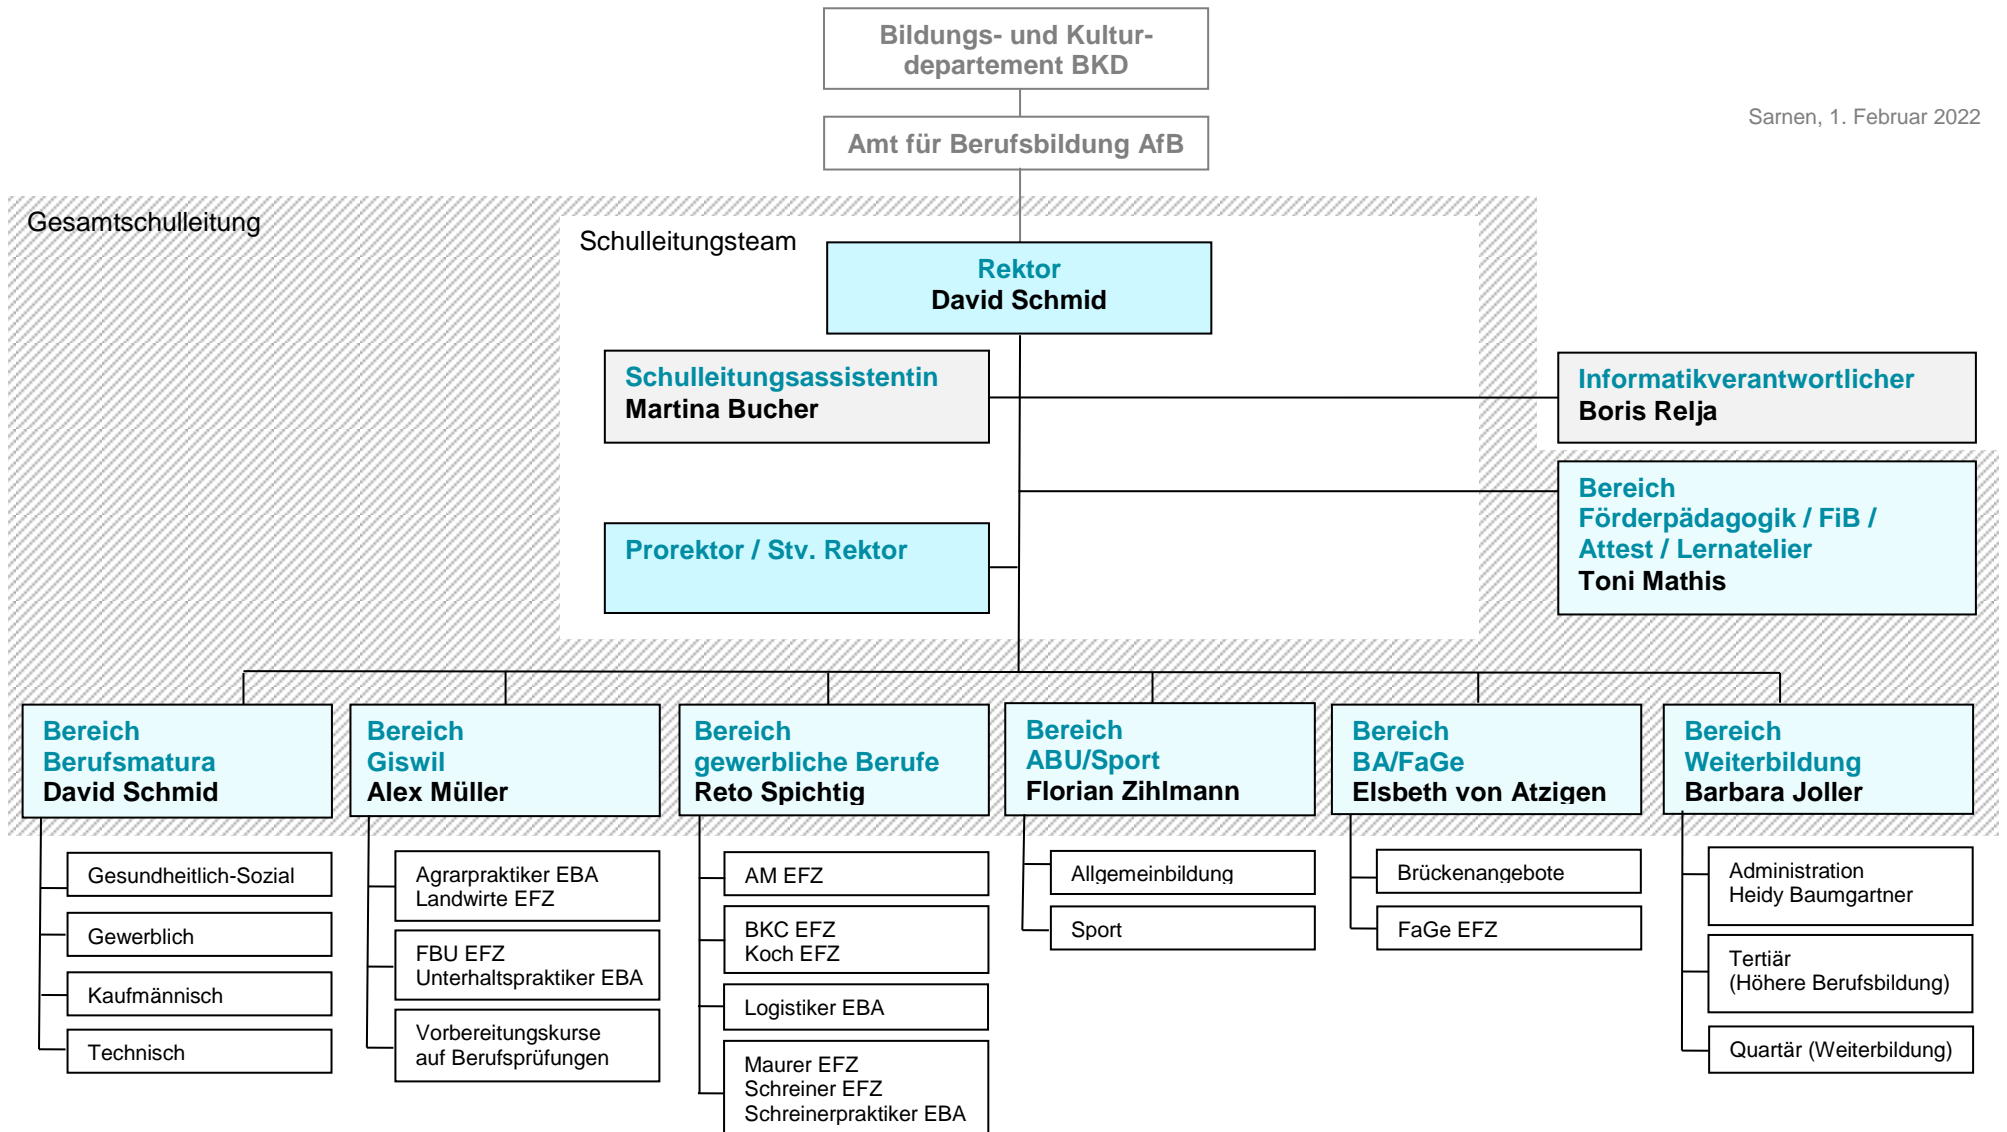 Bildungs- und Kultur-
departement BKD
Amt für Berufsbildung AfB
Sarnen, 1. Februar 2022
Gesamtschulleitung
Schulleitungsteam
Rektor
David Schmid
Schulleitungsassistentin
Martina Bucher
Informatikverantwortlicher
Boris Relja
Bereich
Förderpädagogik / FiB /
Attest / Lernatelier
Toni Mathis
Prorektor / Stv. Rektor
Bereich
Berufsmatura
David Schmid
Gesundheitlich-Sozial
Gewerblich
Kaufmännisch
Technisch
Bereich
Giswil
Alex Müller
Agrarpraktiker EBA
Landwirte EFZ
FBU EFZ
Unterhaltspraktiker EBA
Vorbereitungskurse
auf Berufsprüfungen
Bereich
gewerbliche Berufe
Reto Spichtig
AM EFZ
BKC EFZ
Koch EFZ
Logistiker EBA
Maurer EFZ
Schreiner EFZ
Schreinerpraktiker EBA
Bereich
ABU/Sport
Florian Zihlmann
Allgemeinbildung
Sport
Bereich
BA/FaGe
Elsbeth von Atzigen
Brückenangebote
FaGe EFZ
Bereich
Weiterbildung
Barbara Joller
Administration
Heidy Baumgartner
Tertiär
(Höhere Berufsbildung)
Quartär (Weiterbildung)